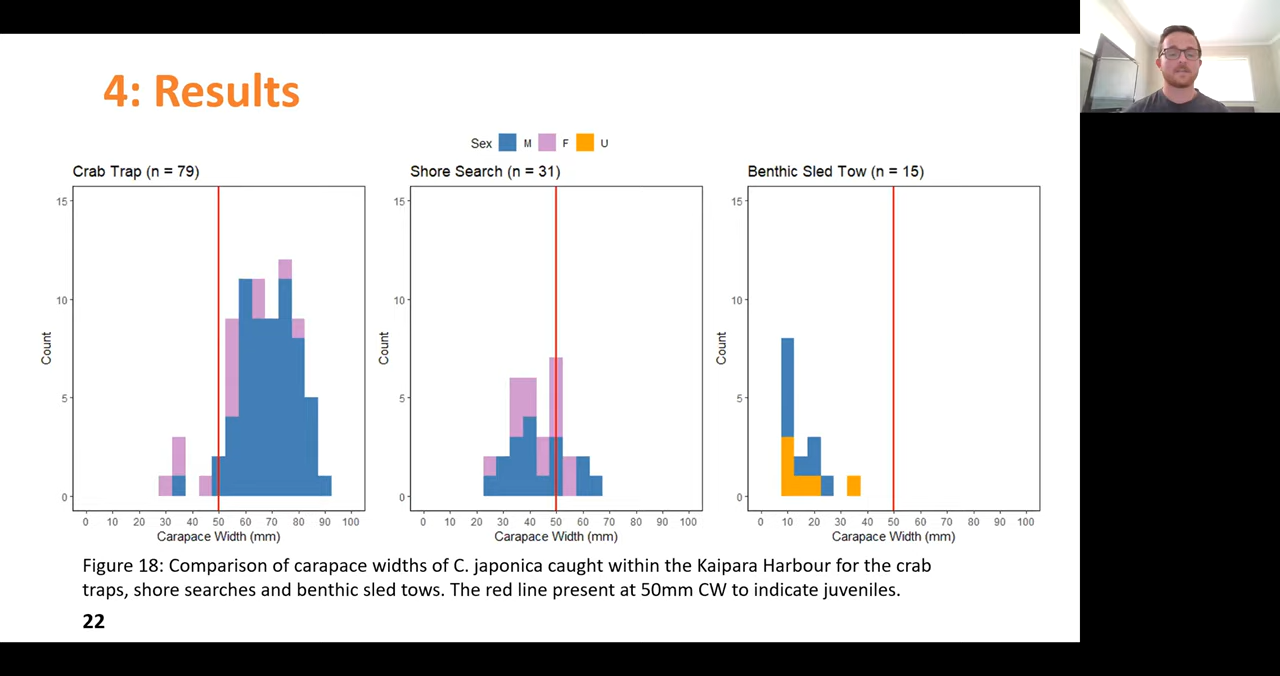 4: Results
Sex M F U
Crab Trap (n = 79)
15
10
5
0
Count
0 10 20 30 40 50 60 70 80 90 100
Carapace Width (mm)
Shore Search (n = 31)
15
10
5
0
Count
0 10 20 30 40 50 60 70 80 90 100
Carapace Width (mm)
Benthic Sled Tow (n = 15)
15
10
5
0
Count
0 10 20 30 40 50 60 70 80 90 100
Carapace Width (mm)
Figure 18: Comparison of carapace widths of C. japonica caught within the Kaipara Harbour for the crab
traps, shore searches and benthic sled tows. The red line present at 50mm CW to indicate juveniles.
22